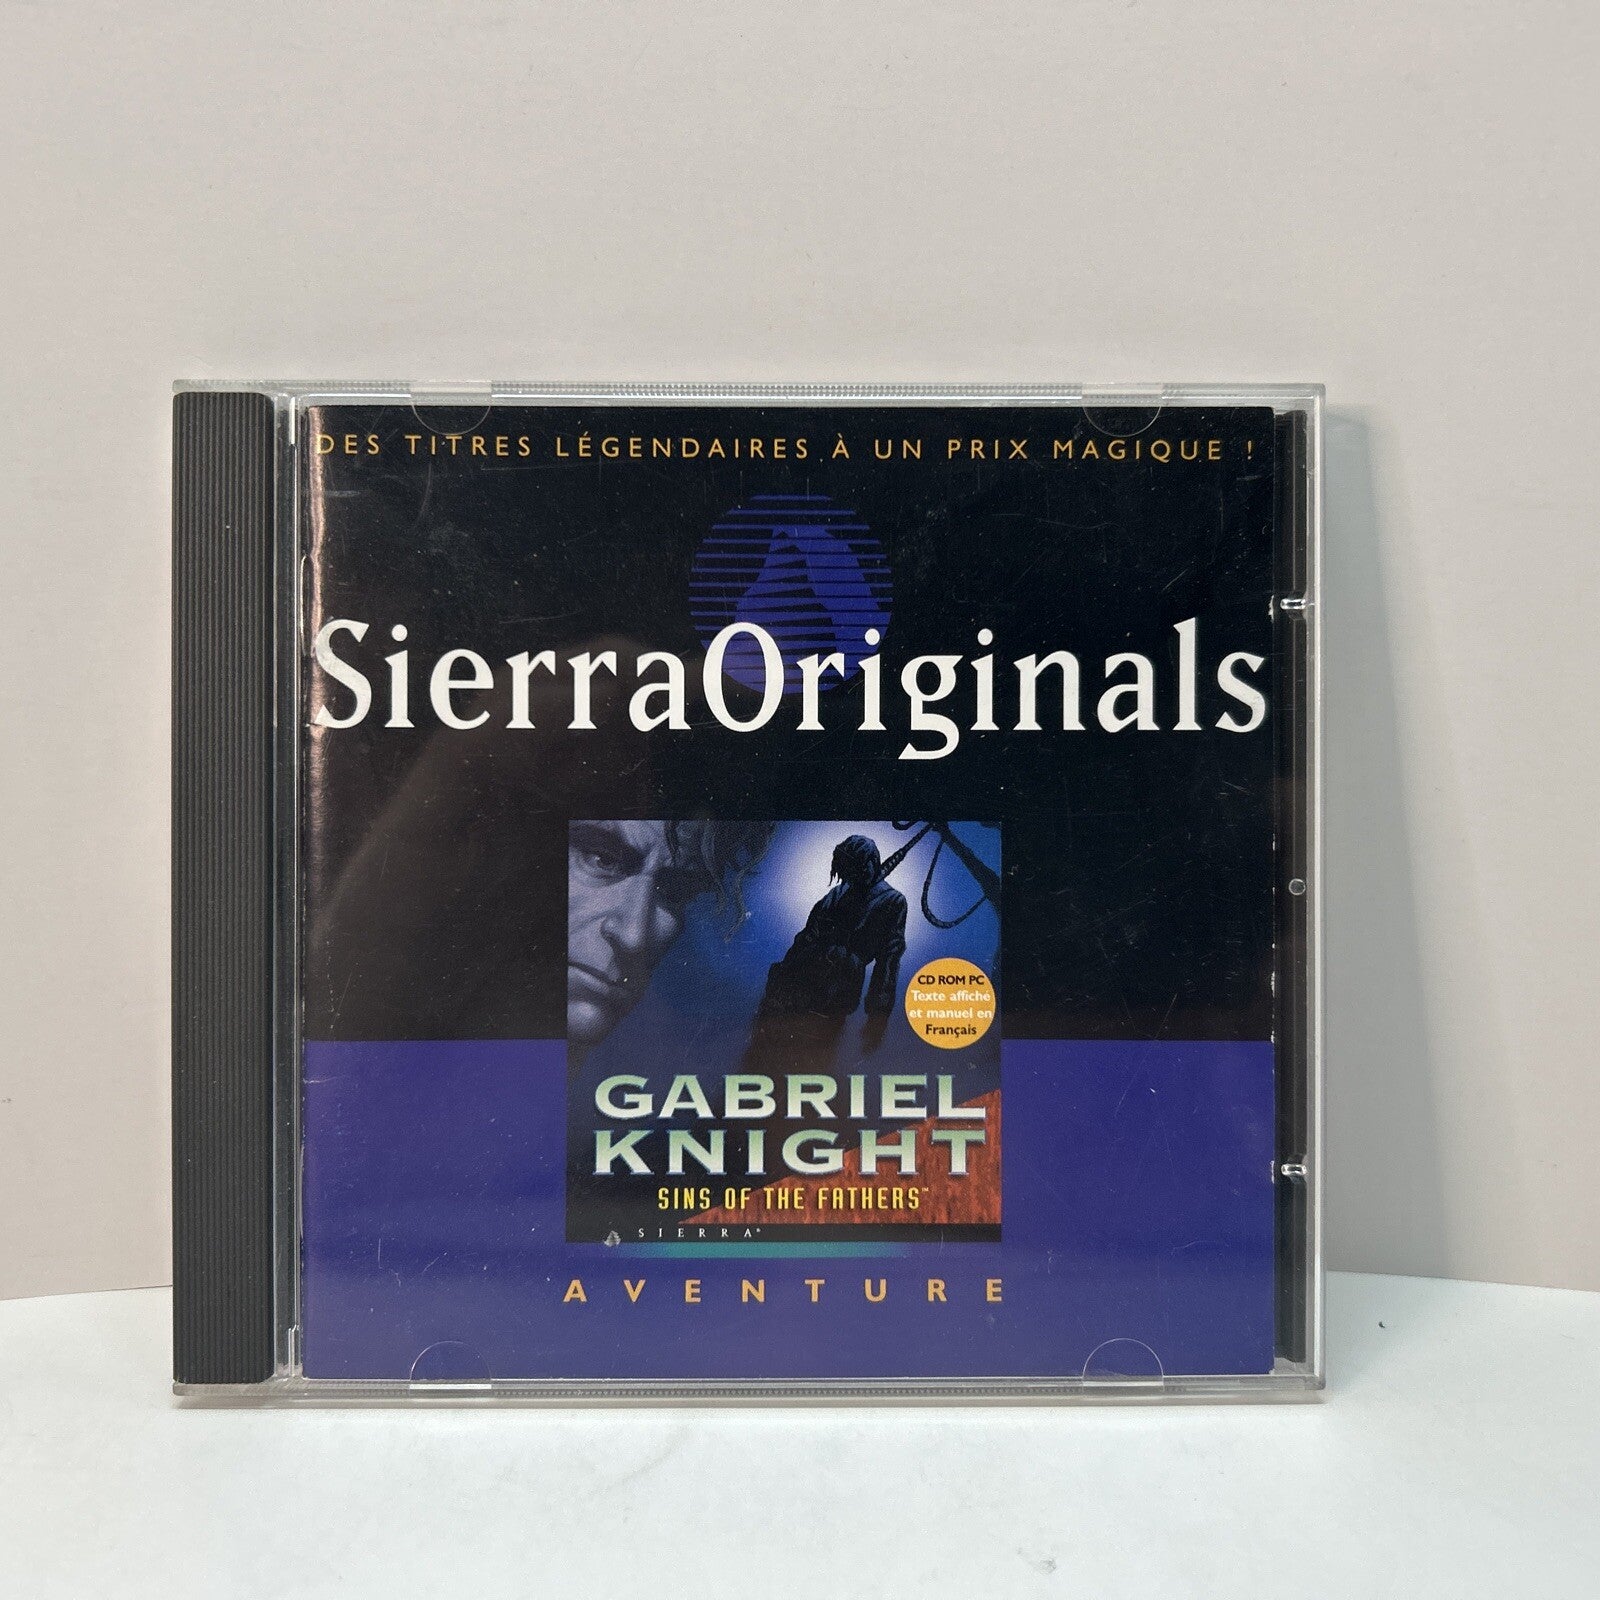 DES TITRES LÉGENDAIRES À UN PRIX MAGIQUE !
SierraOriginals
CD ROM PC
Texte affiché
et manuel en
Français
GABRIEL
KNIGHT
SINS OF THE FATHERS™
SIERRA®
AVENTURE